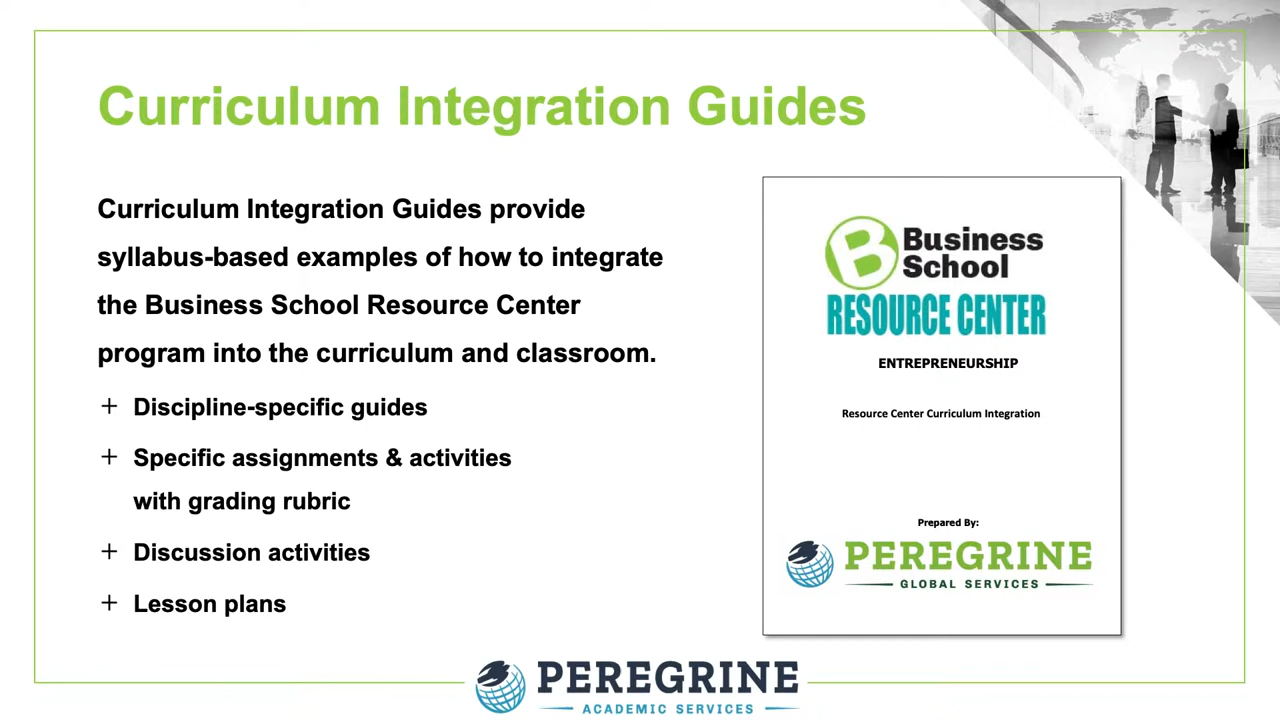 Curriculum Integration Guides
Curriculum Integration Guides provide
syllabus-based examples of how to integrate
the Business School Resource Center
program into the curriculum and classroom.
+ Discipline-specific guides
+ Specific assignments & activities
with grading rubric
+ Discussion activities
+ Lesson plans
B Business
School
RESOURCE CENTER
ENTREPRENEURSHIP
Resource Center Curriculum Integration
Prepared By:
PEREGRINE
GLOBAL SERVICES
PEREGRINE
ACADEMIC SERVICES